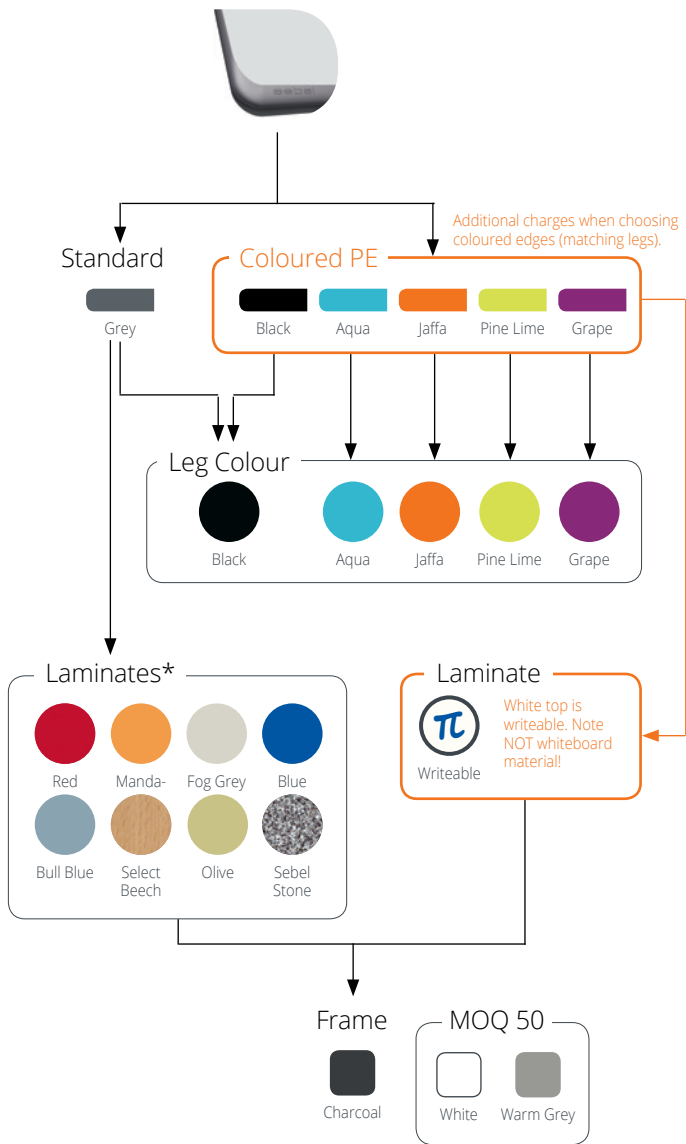 sebel
Additional charges when choosing
coloured edges (matching legs).
Standard
Coloured PE
Grey
Black
Aqua
Jaffa
Pine Lime
Grape
Leg Colour
Black
Aqua
Jaffa
Pine Lime
Grape
Laminates*
Red
Manda-
Fog Grey
Blue
Bull Blue
Select
Beech
Olive
Sebel
Stone
Laminate
π
Writeable
White top is
writeable. Note
NOT whiteboard
material!
Frame
Charcoal
MOQ 50
White
Warm Grey